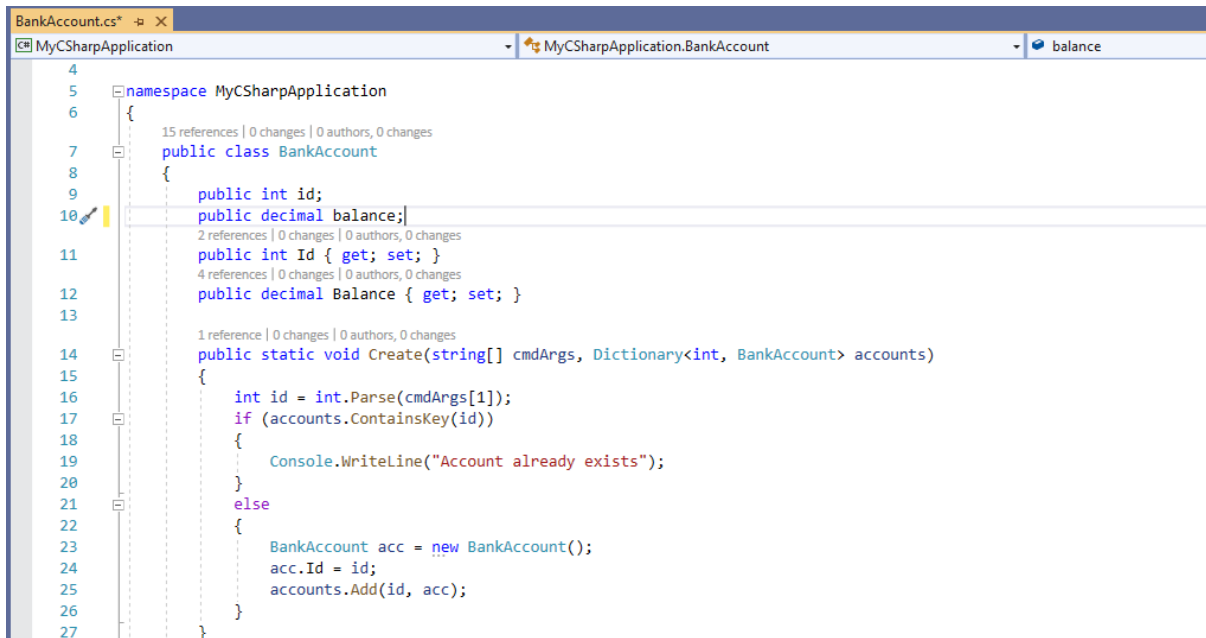 BankAccount.cs*
MyCSharpApplication MyCSharpApplication.BankAccount balance
4
5 namespace MyCSharpApplication
6 {
15 references | 0 changes | 0 authors, 0 changes
7 public class BankAccount
8 {
9 public int id;
10 public decimal balance;
2 references | 0 changes | 0 authors, 0 changes
11 public int Id { get; set; }
4 references | 0 changes | 0 authors, 0 changes
12 public decimal Balance { get; set; }
13
1 reference | 0 changes | 0 authors, 0 changes
14 public static void Create(string[] cmdArgs, Dictionary<int, BankAccount> accounts)
15 {
16 int id = int.Parse(cmdArgs[1]);
17 if (accounts.ContainsKey(id))
18 {
19 Console.WriteLine("Account already exists");
20 }
21 else
22 {
23 BankAccount acc = new BankAccount();
24 acc.Id = id;
25 accounts.Add(id, acc);
26 }
27 }